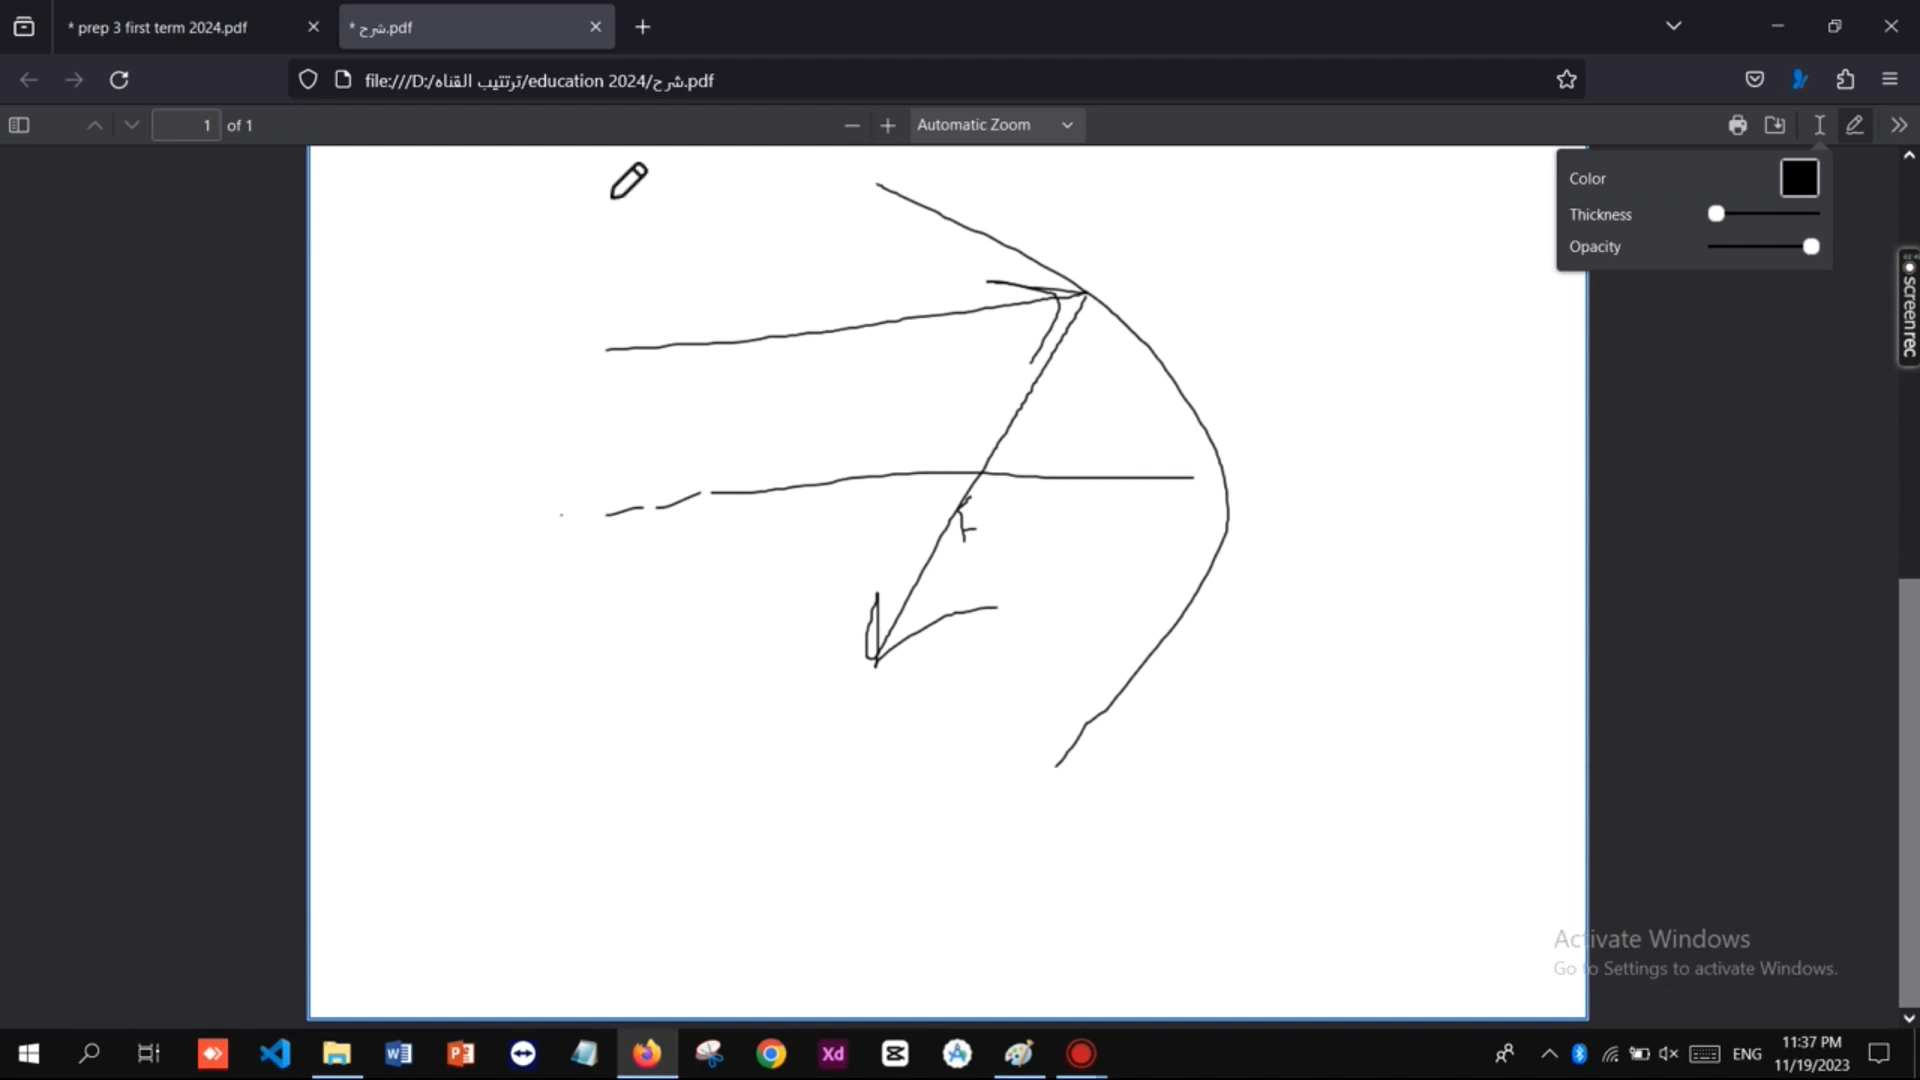 * prep 3 first term 2024.pdf
* شرح.pdf
file:///D:/ترتتيب القناه/education 2024/شرح.pdf
1 of 1
Automatic Zoom
Color
Thickness
Opacity
screenrec
F
Activate Windows
Go to Settings to activate Windows.
Xd
ENG
11:37 PM
11/19/2023